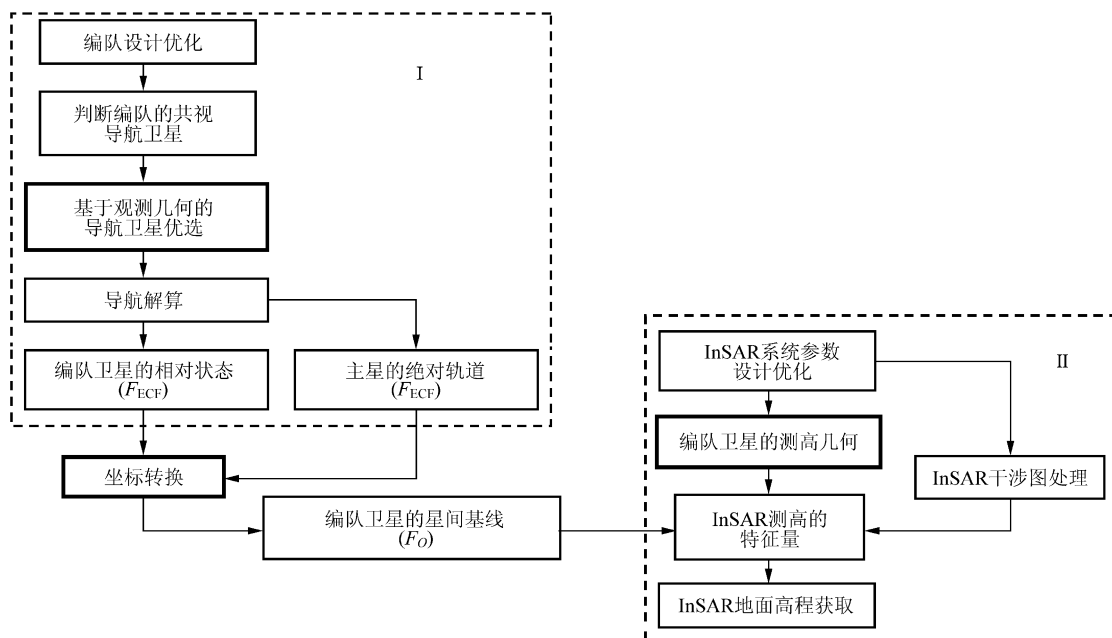 编队设计优化
I
判断编队的共视
导航卫星
基于观测几何的
导航卫星优选
导航解算
编队卫星的相对状态
(F_ECF)
主星的绝对轨道
(F_ECF)
坐标转换
编队卫星的星间基线
(F_O)
InSAR系统参数
设计优化
II
编队卫星的测高几何
InSAR干涉图处理
InSAR测高的
特征量
InSAR地面高程获取